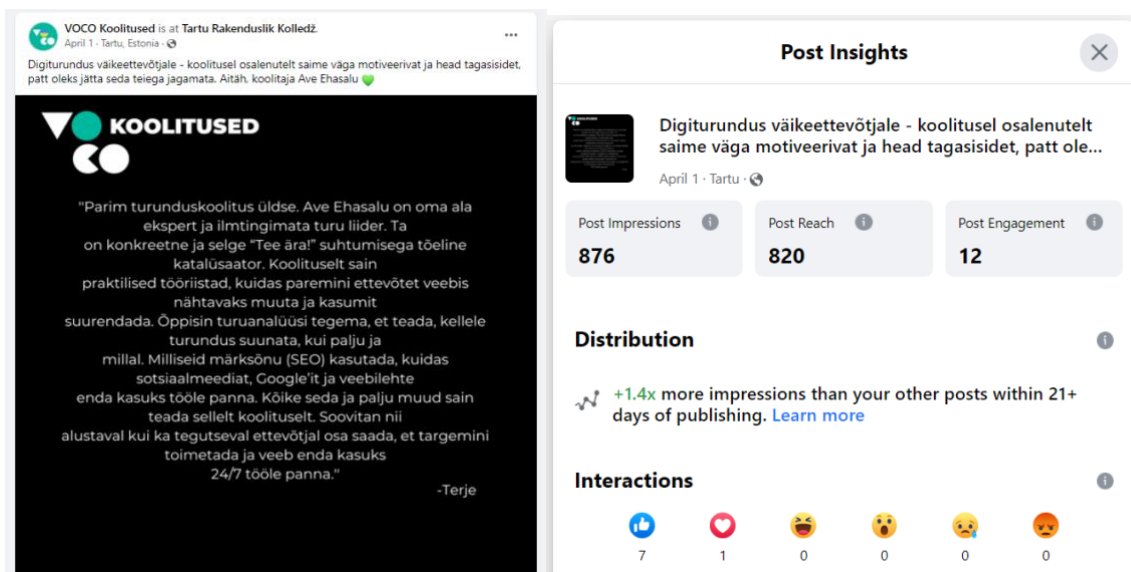 VOCO Koolitused is at Tartu Rakenduslik Kolledž.
April 1 · Tartu, Estonia ·
Digiturundus väikeettevõtjale - koolitusel osalenutelt saime väga motiveerivat ja head tagasisidet,
patt oleks jätta seda teiega jagamata. Aitäh, koolitaja Ave Ehasalu 💚
VOCO KOOLITUSED
"Parim turunduskoolitus üldse. Ave Ehasalu on oma ala
ekspert ja ilmtingimata turu liider. Ta
on konkreetne ja selge "Tee ära!" suhtumisega tõeline
katalüsaator. Koolituselt sain
praktilised tööriistad, kuidas paremini ettevõtet veebis
nähtavaks muuta ja kasumit
suurendada. Õppisin turuanalüüsi tegema, et teada, kellele
turundus suunata, kui palju ja
millal. Milliseid märksõnu (SEO) kasutada, kuidas
sotsiaalmeediat, Google'it ja veebilehte
enda kasuks tööle panna. Kõike seda ja palju muud sain
teada sellelt koolituselt. Soovitan nii
alustaval kui ka tegutseval ettevõtjal osa saada, et targemini
toimetada ja veeb enda kasuks
24/7 tööle panna."
-Terje
Post Insights
Digiturundus väikeettevõtjale - koolitusel osalenutelt
saime väga motiveerivat ja head tagasisidet, patt ole...
April 1 · Tartu ·
Post Impressions
876
Post Reach
820
Post Engagement
12
Distribution
+1.4x more impressions than your other posts within 21+
days of publishing. Learn more
Interactions
7 1 0 0 0 0